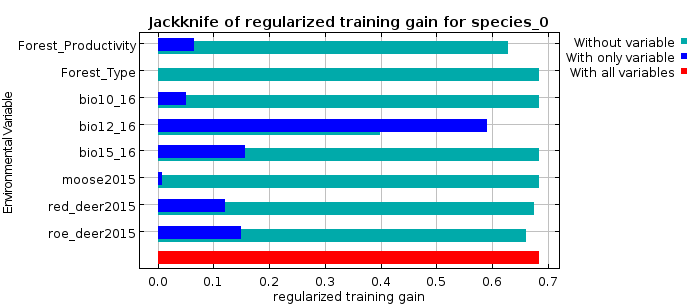 Jackknife of regularized training gain for species_0
Forest_Productivity
Forest_Type
bio10_16
bio12_16
bio15_16
moose2015
red_deer2015
roe_deer2015
Environmental Variable
0.0 0.1 0.2 0.3 0.4 0.5 0.6 0.7
regularized training gain
Without variable
With only variable
With all variables